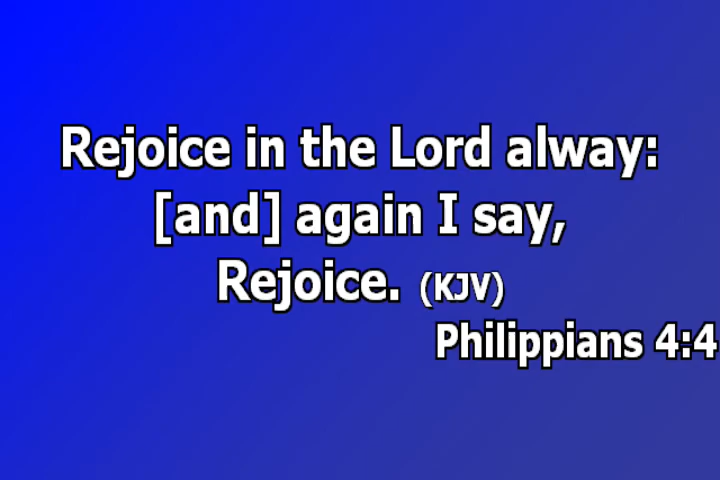 Rejoice in the Lord alway:
[and] again I say,
Rejoice. (KJV)
Philippians 4:4